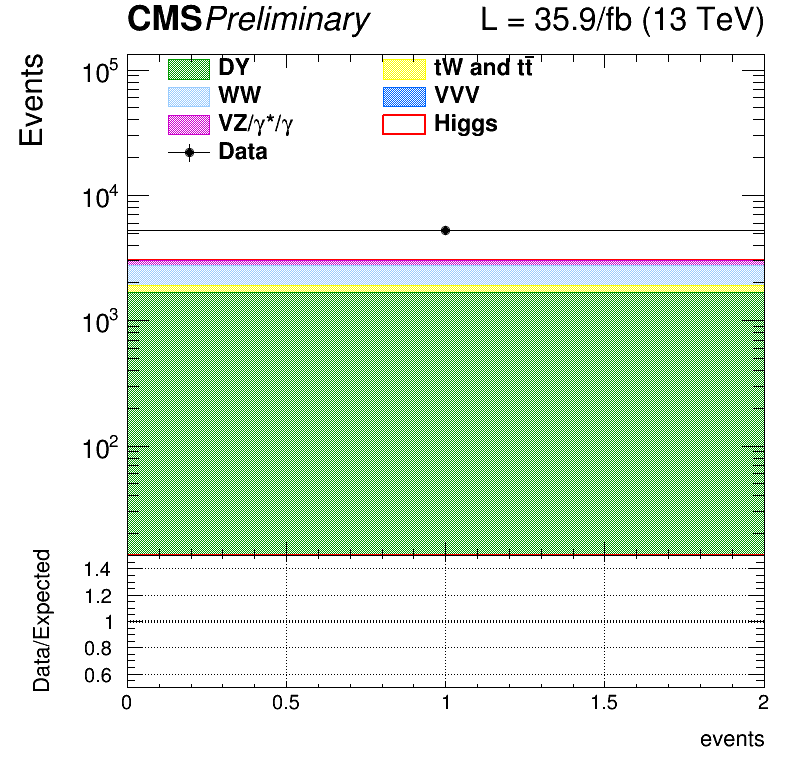 CMS Preliminary L = 35.9/fb (13 TeV)
Events
10⁵
10⁴
10³
10²
DY tW and tt̄
WW VVV
VZ/γ*/γ Higgs
Data
Data/Expected
1.4
1.2
1
0.8
0.6
0 0.5 1 1.5 2
events